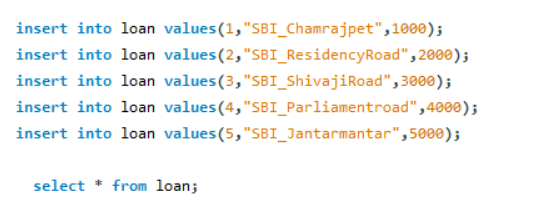 insert into loan values(1,"SBI_Chamrajpet",1000);
insert into loan values(2,"SBI_ResidencyRoad",2000);
insert into loan values(3,"SBI_ShivajiRoad",3000);
insert into loan values(4,"SBI_Parliamentroad",4000);
insert into loan values(5,"SBI_Jantarmantar",5000);
select * from loan;